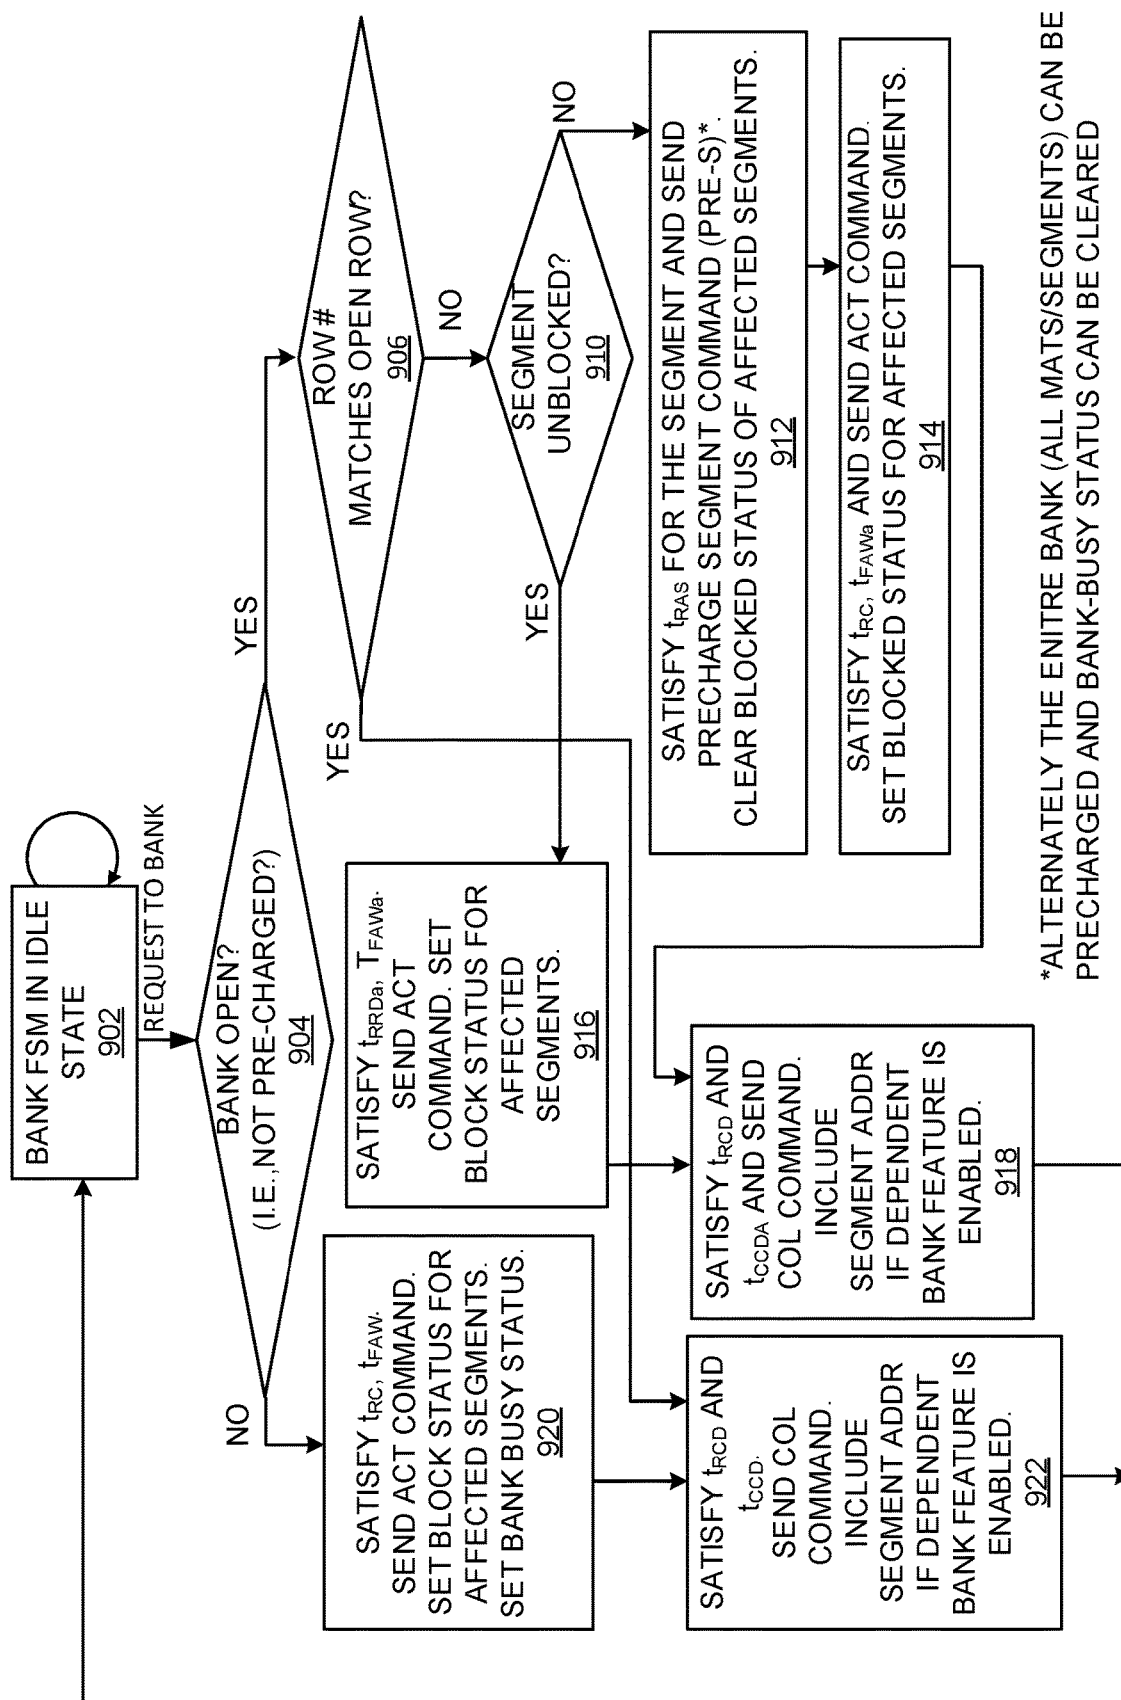 BANK FSM IN IDLE
STATE
902
REQUEST TO BANK
BANK OPEN?
(I.E., NOT PRE-CHARGED?)
904
NO
YES
ROW #
MATCHES OPEN ROW?
906
YES
NO
SEGMENT
UNBLOCKED?
910
YES
NO
SATISFY tRAS FOR THE SEGMENT AND SEND
PRECHARGE SEGMENT COMMAND (PRE-S)*.
CLEAR BLOCKED STATUS OF AFFECTED SEGMENTS.
912
SATISFY tRC, tFAWa AND SEND ACT COMMAND.
SET BLOCKED STATUS FOR AFFECTED SEGMENTS.
914
SATISFY tRRDa, TFAWa.
SEND ACT
COMMAND. SET
BLOCK STATUS FOR
AFFECTED
SEGMENTS.
916
SATISFY tRCD AND
tCCDA AND SEND
COL COMMAND.
INCLUDE
SEGMENT ADDR
IF DEPENDENT
BANK FEATURE IS
ENABLED.
918
SATISFY tRC, tFAW.
SEND ACT COMMAND.
SET BLOCK STATUS FOR
AFFECTED SEGMENTS.
SET BANK BUSY STATUS.
920
SATISFY tRCD AND
tCCD.
SEND COL
COMMAND.
INCLUDE
SEGMENT ADDR
IF DEPENDENT
BANK FEATURE IS
ENABLED.
922
*ALTERNATELY THE ENITRE BANK (ALL MATS/SEGMENTS) CAN BE
PRECHARGED AND BANK-BUSY STATUS CAN BE CLEARED